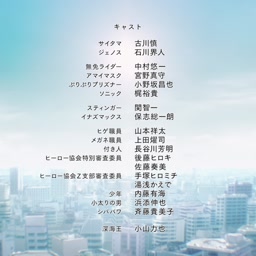 キャスト
サイタマ 古川慎
ジェノス 石川界人
無免ライダー 中村悠一
アマイマスク 宮野真守
ぷりぷりプリズナー 小野坂昌也
ソニック 梶裕貴
スティンガー 関智一
イナズマックス 保志総一朗
ヒゲ職員 山本祥太
メガネ職員 上田燿司
付き人 長谷川芳明
ヒーロー協会特別審査委員 後藤ヒロキ
佐藤奏美
ヒーロー協会Z支部審査委員 手塚ヒロミチ
湯浅かえで
少年 内藤有海
小太りの男 浜添伸也
シババワ 斉藤貴美子
深海王 小山力也